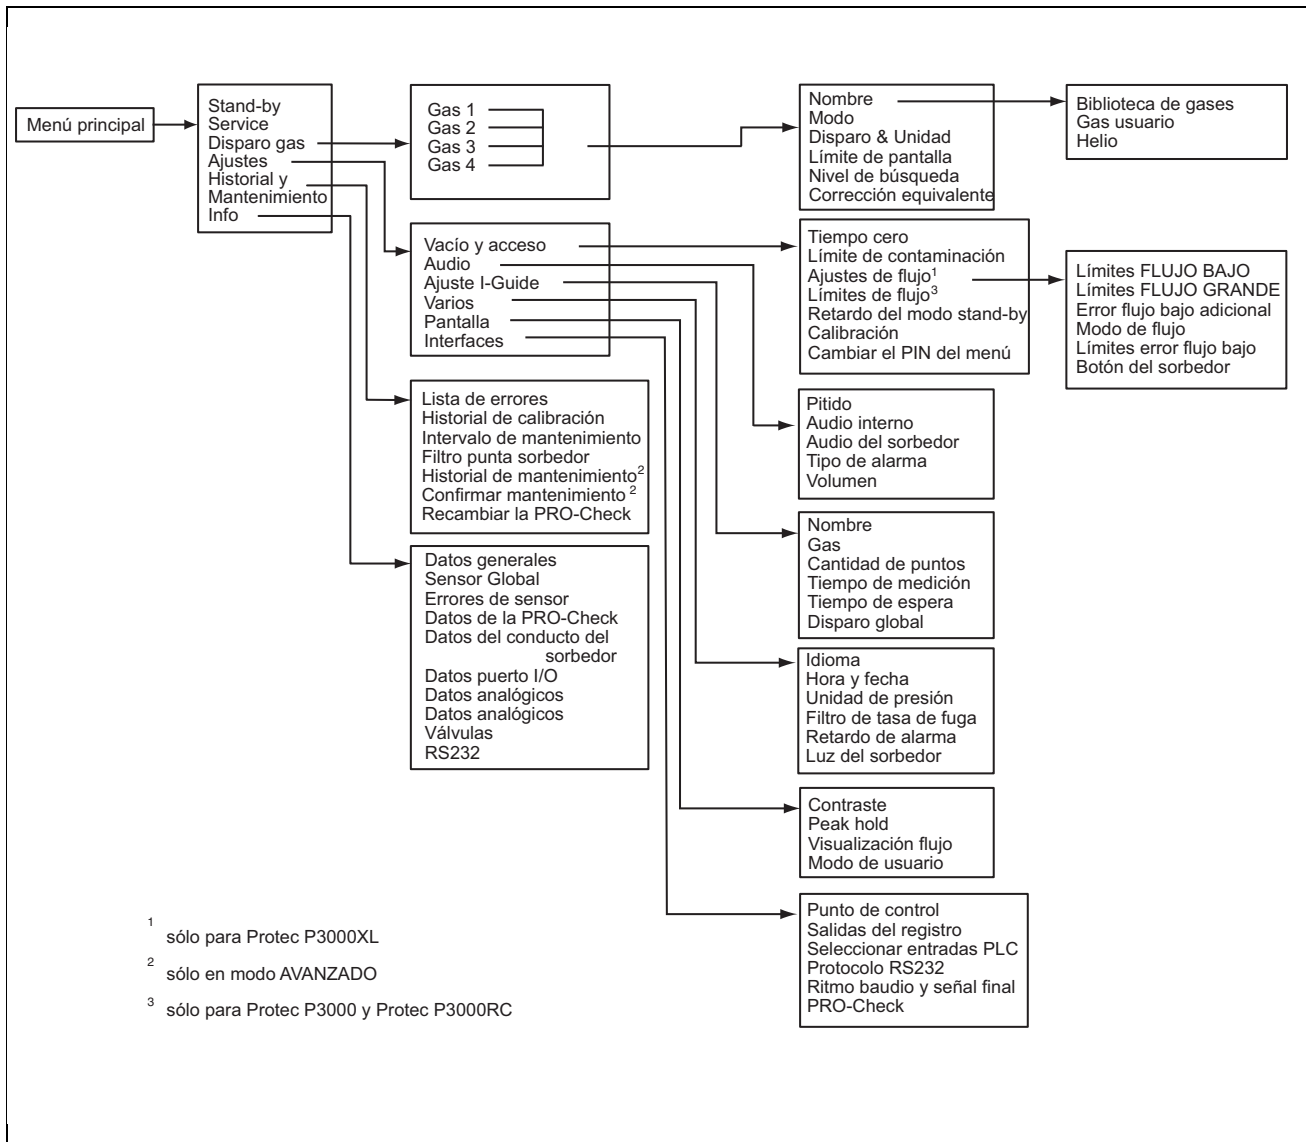 Menú principal
Stand-by
Service
Disparo gas
Ajustes
Historial y
Mantenimiento
Info
Gas 1
Gas 2
Gas 3
Gas 4
Nombre
Modo
Disparo & Unidad
Límite de pantalla
Nivel de búsqueda
Corrección equivalente
Biblioteca de gases
Gas usuario
Helio
Vacío y acceso
Audio
Ajuste I-Guide
Varios
Pantalla
Interfaces
Tiempo cero
Límite de contaminación
Ajustes de flujo1
Límites de flujo3
Retardo del modo stand-by
Calibración
Cambiar el PIN del menú
Límites FLUJO BAJO
Límites FLUJO GRANDE
Error flujo bajo adicional
Modo de flujo
Límites error flujo bajo
Botón del sorbedor
Lista de errores
Historial de calibración
Intervalo de mantenimiento
Filtro punta sorbedor
Historial de mantenimiento2
Confirmar mantenimiento 2
Recambiar la PRO-Check
Pitido
Audio interno
Audio del sorbedor
Tipo de alarma
Volumen
Nombre
Gas
Cantidad de puntos
Tiempo de medición
Tiempo de espera
Disparo global
Datos generales
Sensor Global
Errores de sensor
Datos de la PRO-Check
Datos del conducto del
sorbedor
Datos puerto I/O
Datos analógicos
Datos analógicos
Válvulas
RS232
Idioma
Hora y fecha
Unidad de presión
Filtro de tasa de fuga
Retardo de alarma
Luz del sorbedor
Contraste
Peak hold
Visualización flujo
Modo de usuario
Punto de control
Salidas del registro
Seleccionar entradas PLC
Protocolo RS232
Ritmo baudio y señal final
PRO-Check
1 sólo para Protec P3000XL
2 sólo en modo AVANZADO
3 sólo para Protec P3000 y Protec P3000RC